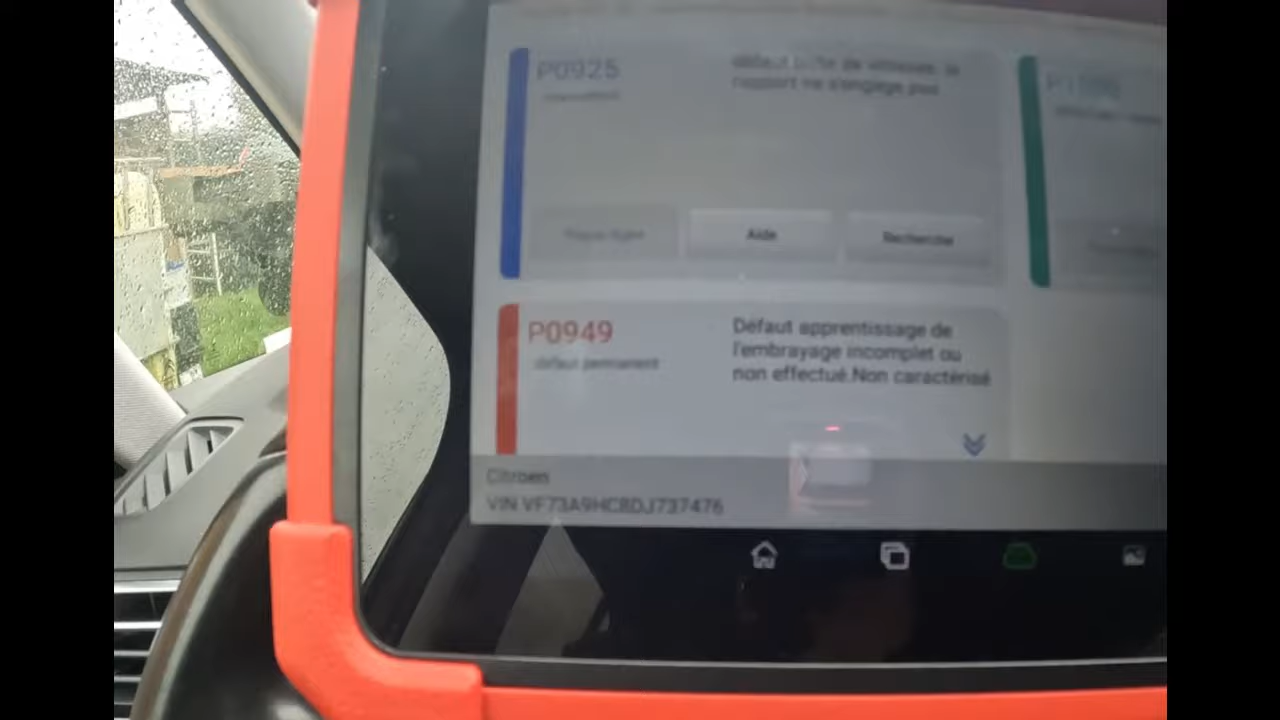 P0925
défaut boîte de vitesses, le
rapport ne s'engage pas
Aide
Recherche
P0949
défaut permanent
Défaut apprentissage de
l'embrayage incomplet ou
non effectué.Non caractérisé
Citroen
VIN VF73A9HC8DJ737476